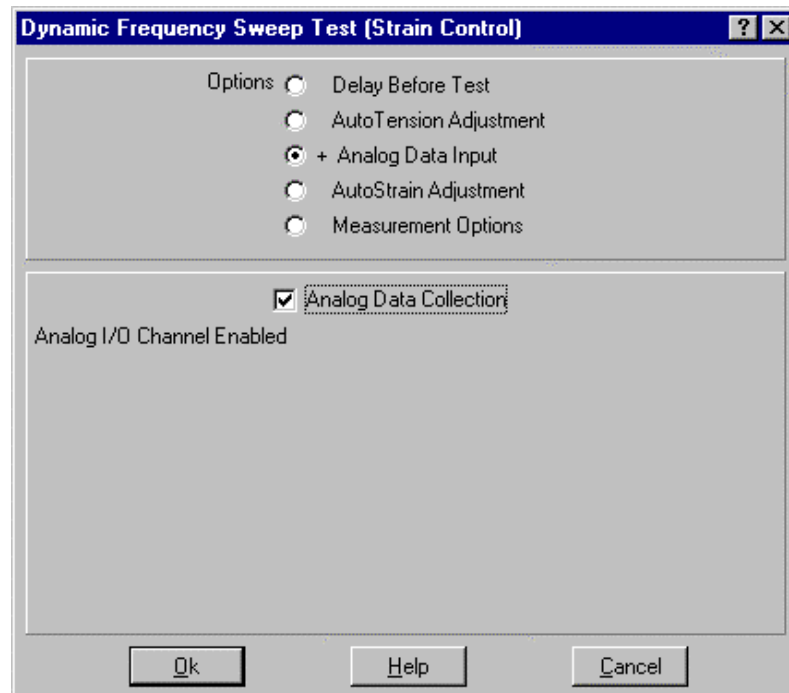 Dynamic Frequency Sweep Test (Strain Control)
Options Delay Before Test
AutoTension Adjustment
+ Analog Data Input
AutoStrain Adjustment
Measurement Options
Analog Data Collection
Analog I/O Channel Enabled
Ok Help Cancel